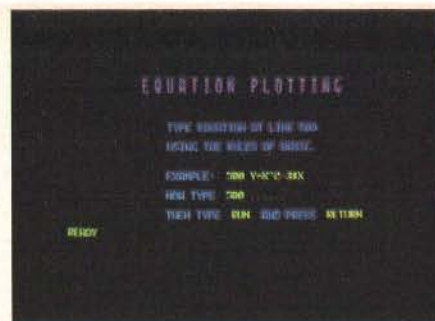 EQUATION PLOTTING
TYPE EQUATION AT LINE 500
USING THE RULES OF BASIC.
EXAMPLE: 500 Y=X^2-3*X
NOW TYPE 500 ......
THEN TYPE RUN AND PRESS RETURN
READY